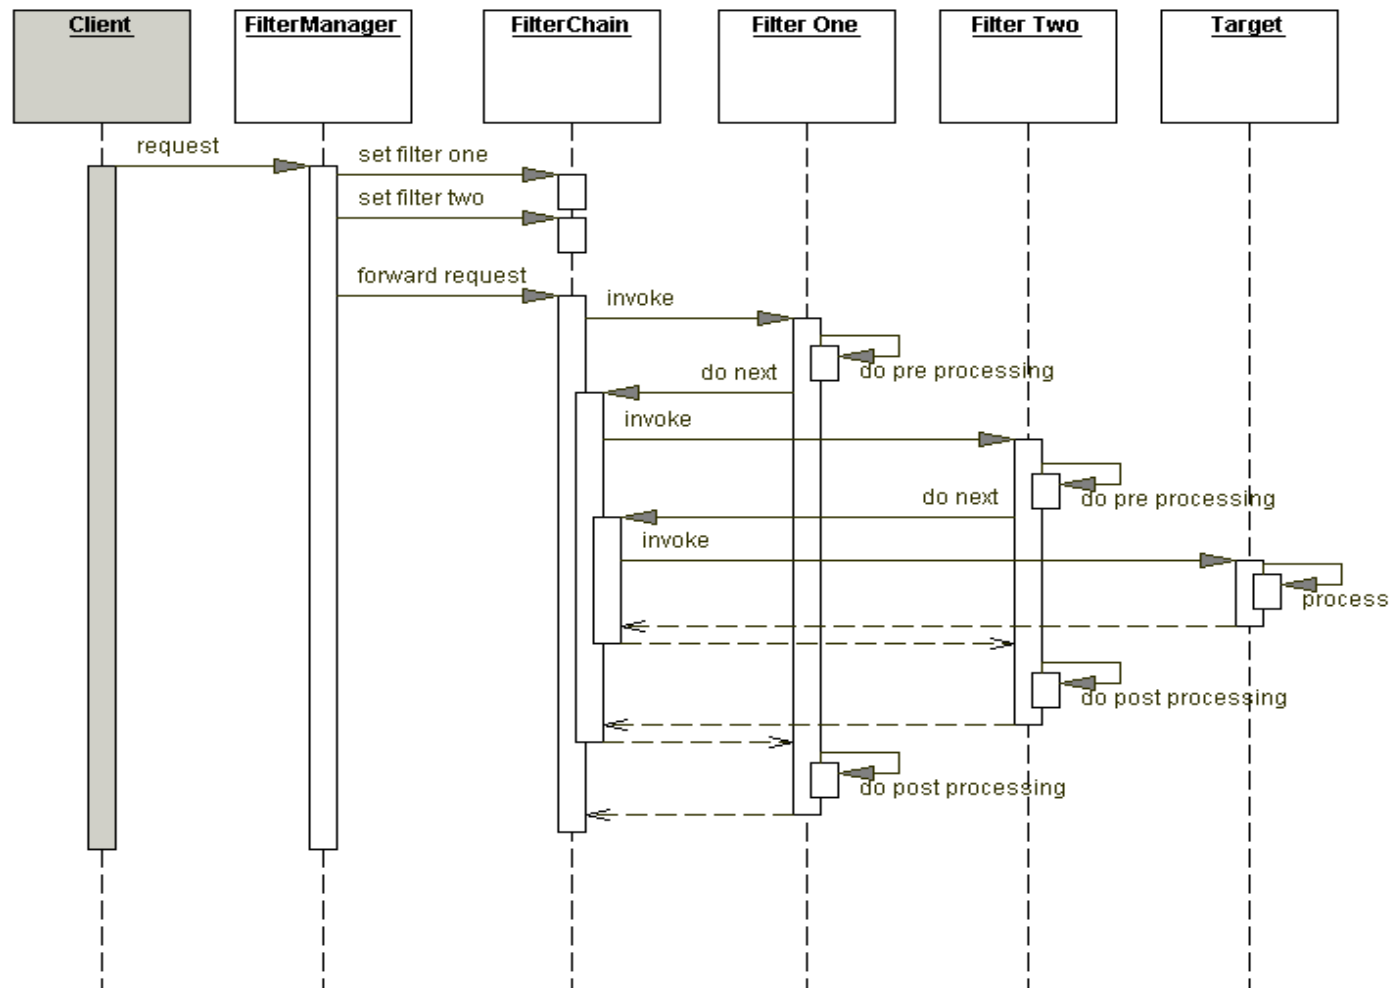 Client
FilterManager
FilterChain
Filter One
Filter Two
Target
request
set filter one
set filter two
forward request
invoke
do pre processing
do next
invoke
do pre processing
do next
invoke
process
do post processing
do post processing